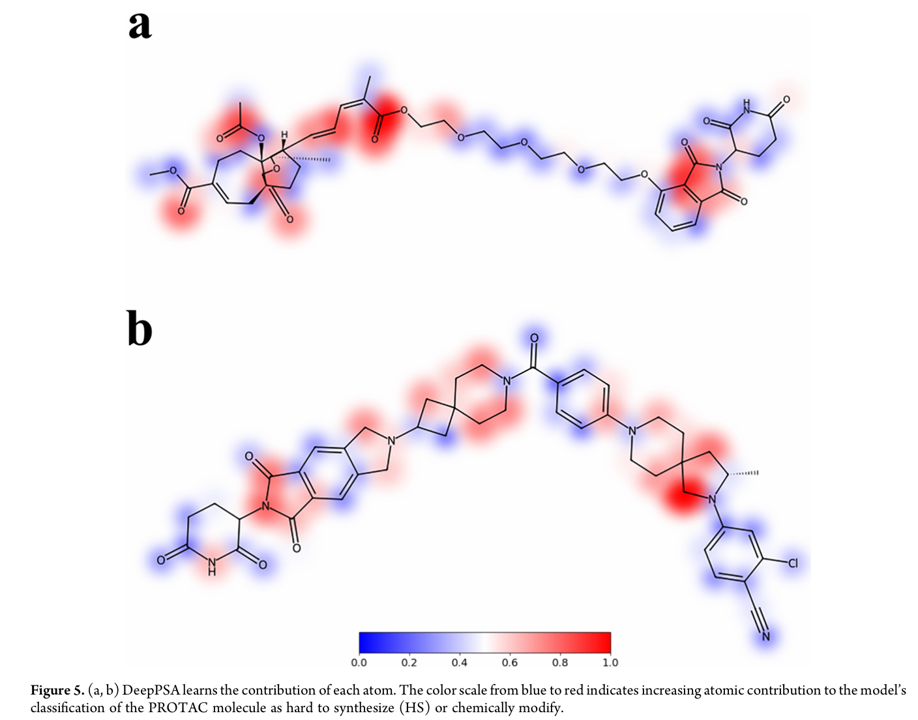 a
O
O
O
H
O
O
O
O
O
O
O
O
O
O
O
O
N
O
O
H
N
O
b
O
N
N
N
N
Cl
N
O
O
N
O
O
N
H
O
0.0 0.2 0.4 0.6 0.8 1.0
Figure 5. (a, b) DeepPSA learns the contribution of each atom. The color scale from blue to red indicates increasing atomic contribution to the model's
classification of the PROTAC molecule as hard to synthesize (HS) or chemically modify.